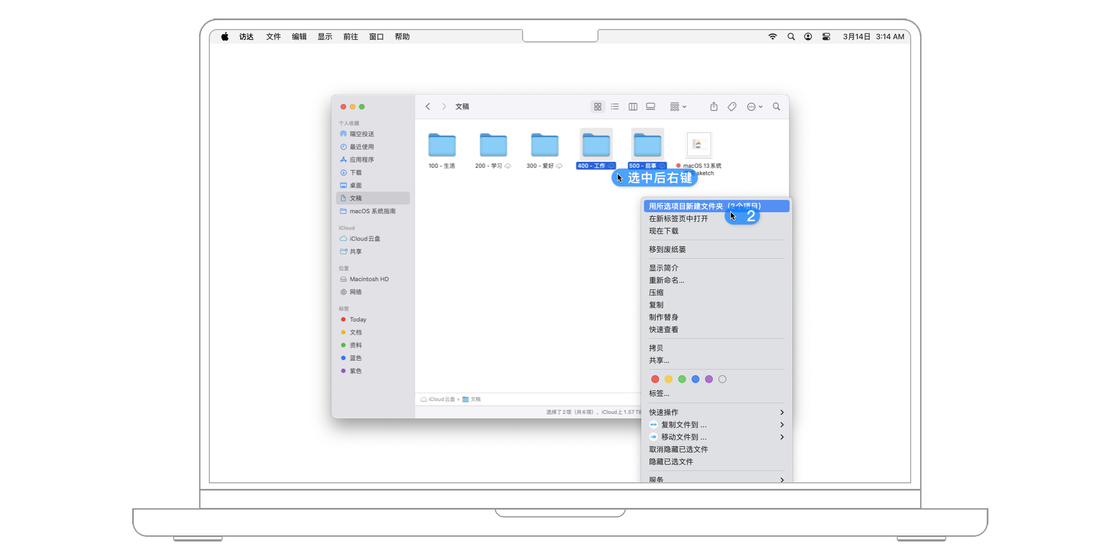 访达 文件 编辑 显示 前往 窗口 帮助 3月14日 3:14 AM
文稿
个人收藏
隔空投送
最近使用
应用程序
下载
桌面
文稿
macOS 系统指南
iCloud
iCloud 云盘
共享
位置
Macintosh HD
网络
标签
Today
文档
资料
蓝色
紫色
100 - 生活 200 - 学习 300 - 爱好 400 - 工作 500 - 琐事 macOS 13系统
sketch
选中后右键
用所选项目新建文件夹（2个项目）
2
在新标签页中打开
现在下载
移到废纸篓
显示简介
重新命名...
压缩
复制
制作替身
快速查看
拷贝
共享...
标签...
快速操作
复制文件到 ...
移动文件到 ...
取消隐藏已选文件
隐藏已选文件
服务
iCloud 云盘 文稿
选择了 2 项（共 6 项），iCloud 上 1.57 TB